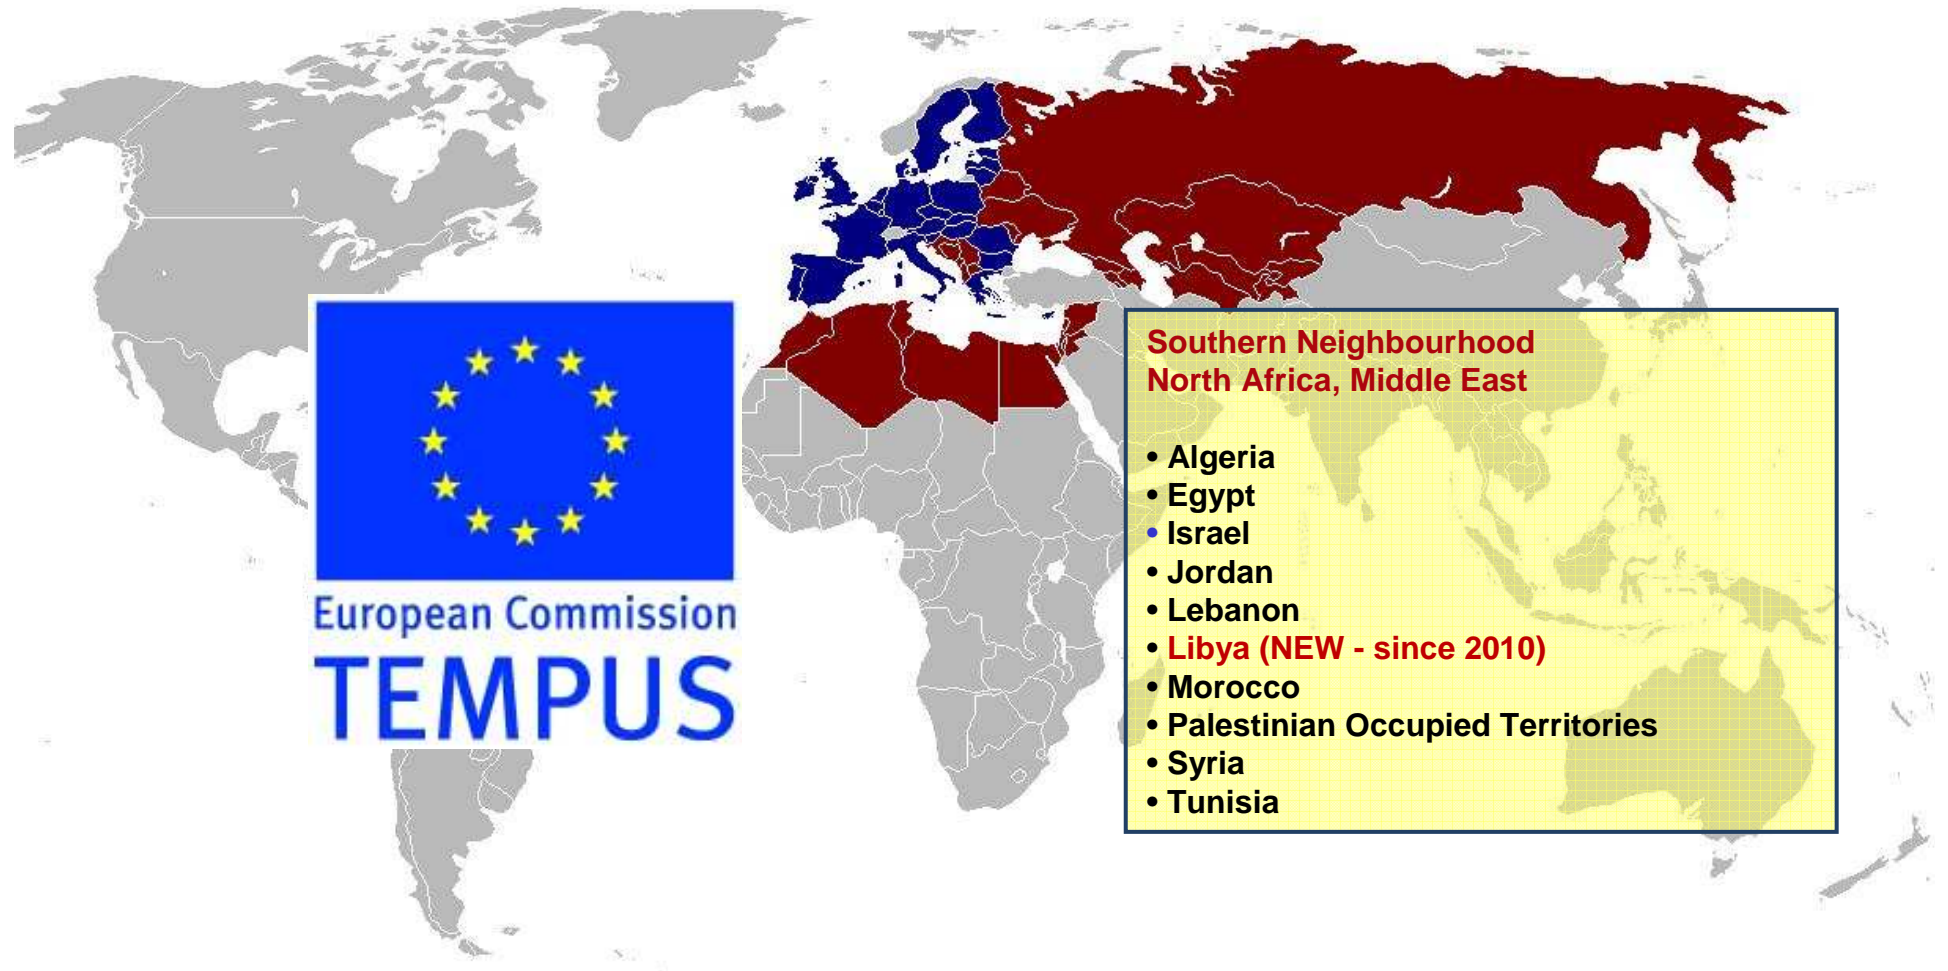 European Commission
TEMPUS
Southern Neighbourhood
North Africa, Middle East
• Algeria
• Egypt
• Israel
• Jordan
• Lebanon
• Libya (NEW - since 2010)
• Morocco
• Palestinian Occupied Territories
• Syria
• Tunisia